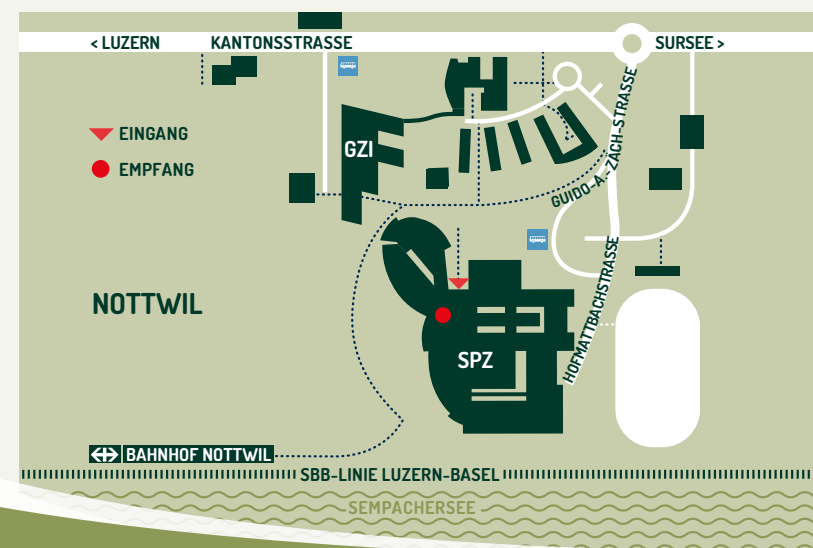 < LUZERN
KANTONSSTRASSE
SURSEE >
EINGANG
EMPFANG
GZI
GUIDO-A.-ZÄCH-STRASSE
HOFMATTBACHSTRASSE
NOTTWIL
SPZ
BAHNHOF NOTTWIL
SBB-LINIE LUZERN-BASEL
SEMPACHERSEE